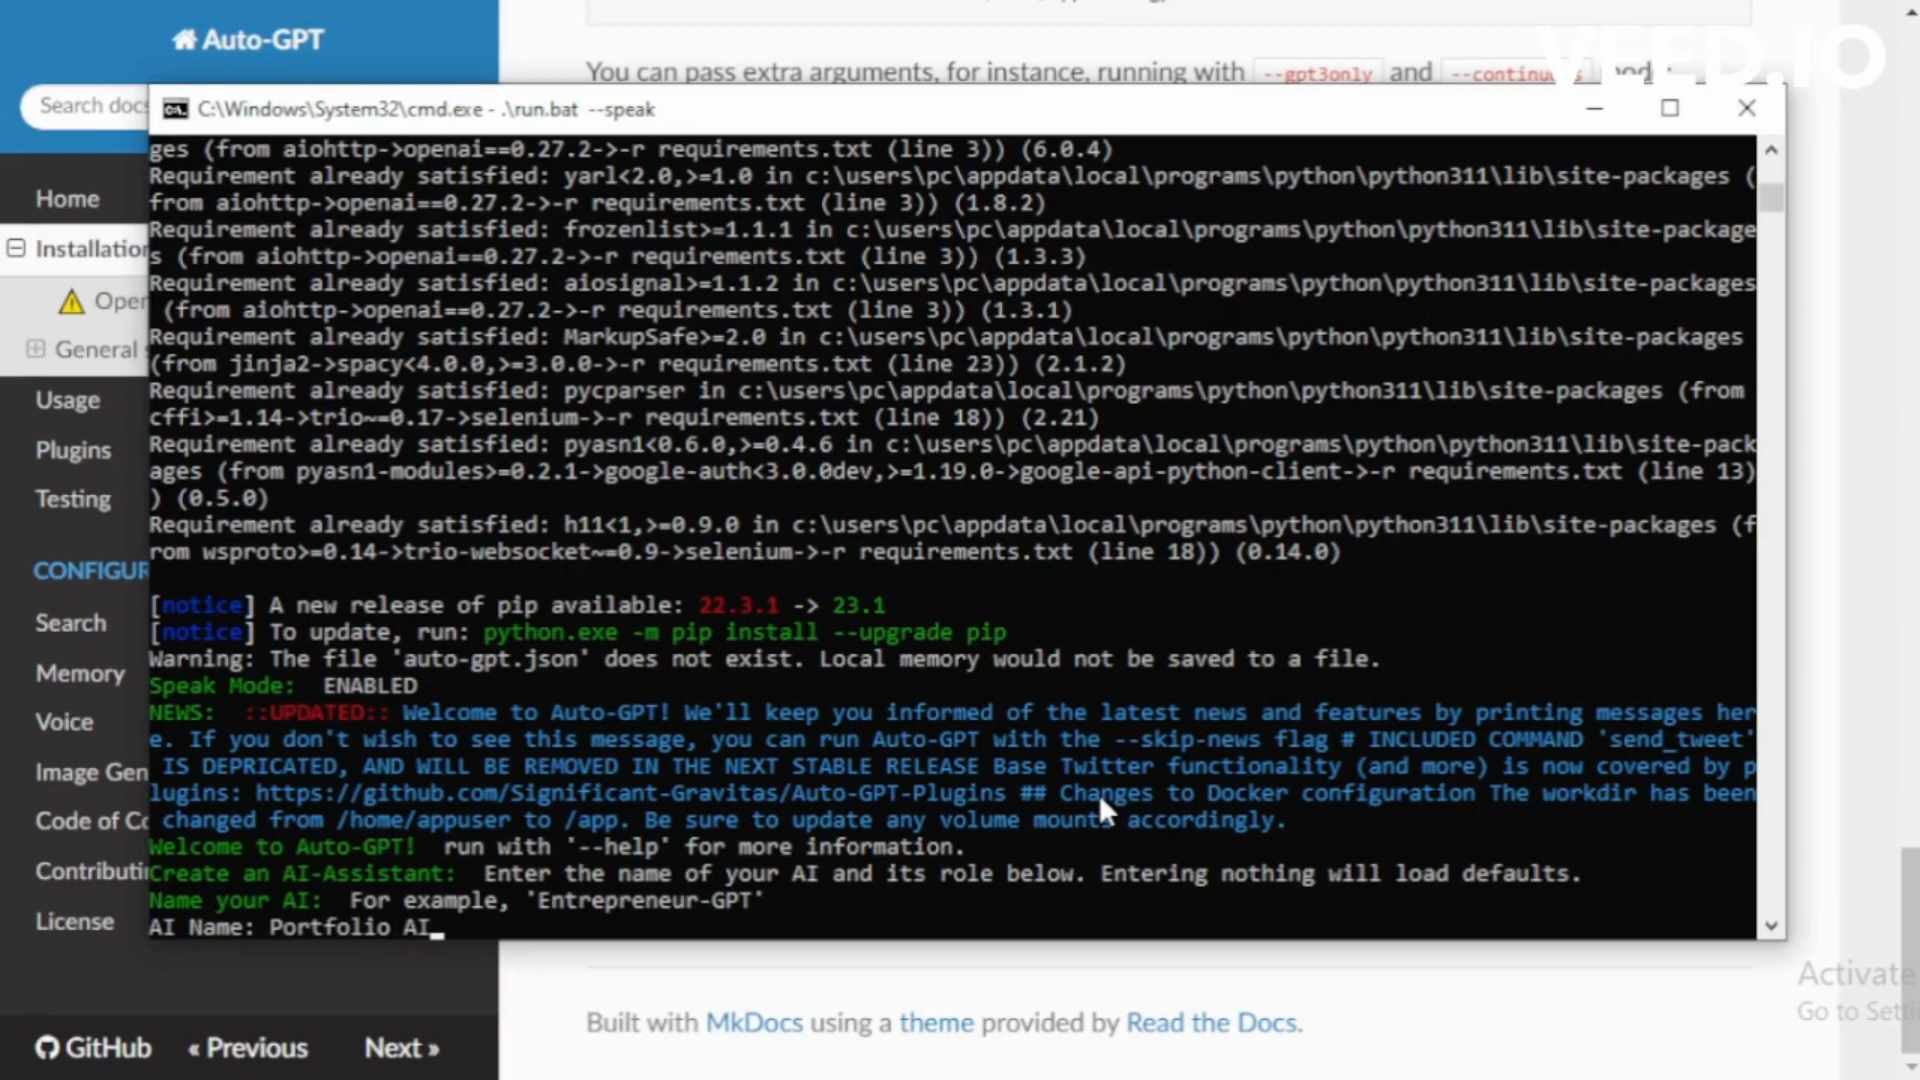 Auto-GPT
VEED.IO
You can pass extra arguments, for instance, running with --gpt3only and
Search docs
C:\Windows\System32\cmd.exe - .\run.bat --speak
ges (from aiohttp->openai==0.27.2->-r requirements.txt (line 3)) (6.0.4)
Requirement already satisfied: yarl<2.0,>=1.0 in c:\users\pc\appdata\local\programs\python\python311\lib\site-packages (
from aiohttp->openai==0.27.2->-r requirements.txt (line 3)) (1.8.2)
Requirement already satisfied: frozenlist>=1.1.1 in c:\users\pc\appdata\local\programs\python\python311\lib\site-package
s (from aiohttp->openai==0.27.2->-r requirements.txt (line 3)) (1.3.3)
Requirement already satisfied: aiosignal>=1.1.2 in c:\users\pc\appdata\local\programs\python\python311\lib\site-packages
(from aiohttp->openai==0.27.2->-r requirements.txt (line 3)) (1.3.1)
Requirement already satisfied: MarkupSafe>=2.0 in c:\users\pc\appdata\local\programs\python\python311\lib\site-packages
(from jinja2->spacy<4.0.0,>=3.0.0->-r requirements.txt (line 23)) (2.1.2)
Requirement already satisfied: pycparser in c:\users\pc\appdata\local\programs\python\python311\lib\site-packages (from
cffi>=1.14->trio~=0.17->selenium->-r requirements.txt (line 18)) (2.21)
Requirement already satisfied: pyasn1<0.6.0,>=0.4.6 in c:\users\pc\appdata\local\programs\python\python311\lib\site-pack
ages (from pyasn1-modules>=0.2.1->google-auth<3.0.0dev,>=1.19.0->google-api-python-client->-r requirements.txt (line 13)
) (0.5.0)
Requirement already satisfied: h11<1,>=0.9.0 in c:\users\pc\appdata\local\programs\python\python311\lib\site-packages (f
rom wsproto>=0.14->trio-websocket~=0.9->selenium->-r requirements.txt (line 18)) (0.14.0)
[notice] A new release of pip available: 22.3.1 -> 23.1
[notice] To update, run: python.exe -m pip install --upgrade pip
Warning: The file 'auto-gpt.json' does not exist. Local memory would not be saved to a file.
Speak Mode:  ENABLED
NEWS:  ::UPDATED:: Welcome to Auto-GPT! We'll keep you informed of the latest news and features by printing messages her
e. If you don't wish to see this message, you can run Auto-GPT with the --skip-news flag # INCLUDED COMMAND 'send_tweet'
IS DEPRICATED, AND WILL BE REMOVED IN THE NEXT STABLE RELEASE Base Twitter functionality (and more) is now covered by p
lugins: https://github.com/Significant-Gravitas/Auto-GPT-Plugins ## Changes to Docker configuration The workdir has been
changed from /home/appuser to /app. Be sure to update any volume mounts accordingly.
Welcome to Auto-GPT!  run with '--help' for more information.
Create an AI-Assistant:  Enter the name of your AI and its role below. Entering nothing will load defaults.
Name your AI:  For example, 'Entrepreneur-GPT'
AI Name: Portfolio AI
Home
Installation
Oper
General
Usage
Plugins
Testing
CONFIGUR
Search
Memory
Voice
Image Gen
Code of Co
Contributi
License
GitHub « Previous Next »
Built with MkDocs using a theme provided by Read the Docs.
Activate
Go to Setti